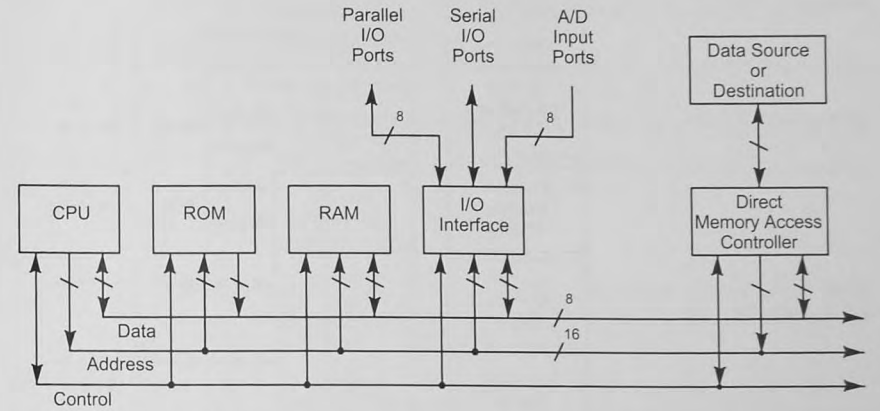 Parallel
I/O
Ports
Serial
I/O
Ports
A/D
Input
Ports
Data Source
or
Destination
8
8
CPU
ROM
RAM
I/O
Interface
Direct
Memory Access
Controller
8
Data
16
Address
Control